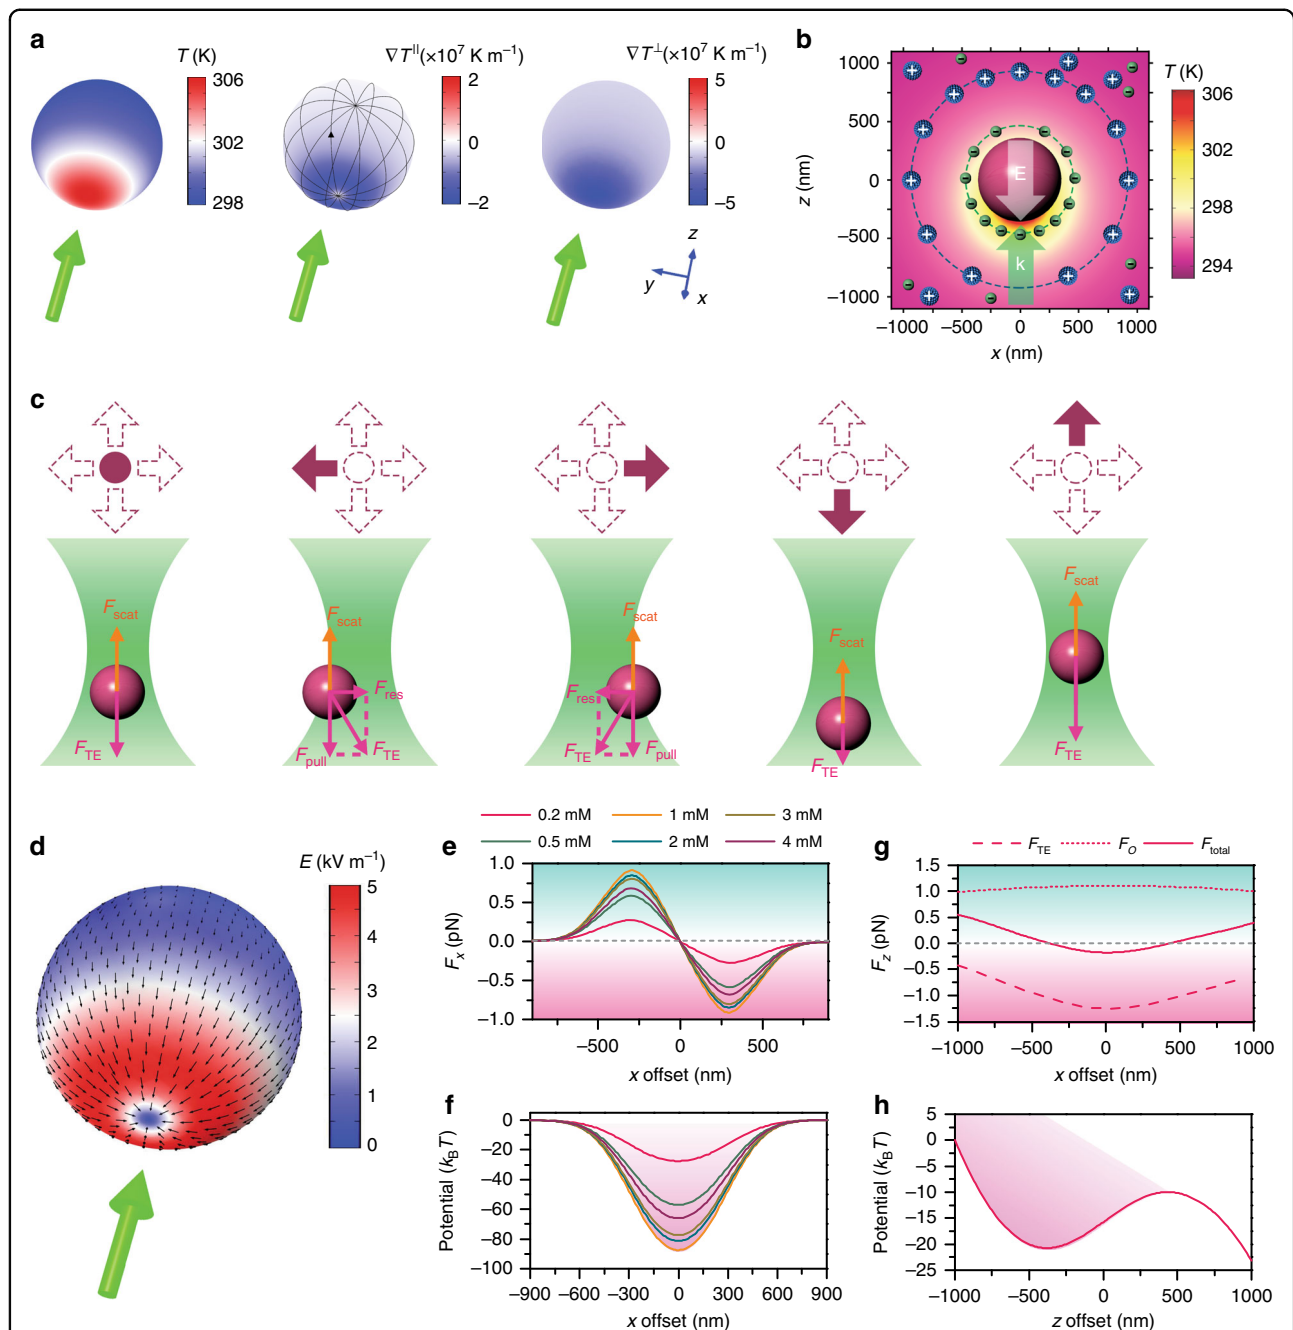 a
T (K)
306
302
298
∇T∥ (×10⁷ K m⁻¹)
2
0
−2
∇T⊥ (×10⁷ K m⁻¹)
5
0
−5
z
y
x
b
T (K)
1000
500
0
−500
−1000
z (nm)
E
k
−1000 −500 0 500 1000
x (nm)
306
302
298
294
c
Fscat
FTE
Fscat
Fres
Fpull
FTE
Fscat
Fres
FTE
Fpull
Fscat
FTE
Fscat
FTE
d
E (kV m⁻¹)
5
4
3
2
1
0
0.2 mM 1 mM 3 mM
0.5 mM 2 mM 4 mM
e
1.0
0.5
0.0
−0.5
−1.0
Fx (pN)
−500 0 500
x offset (nm)
f
0
−20
−40
−60
−80
−100
Potential (kBT)
−900 −600 −300 0 300 600 900
x offset (nm)
g
FTE FO Ftotal
1.5
1.0
0.5
0.0
−0.5
−1.0
−1.5
Fz (pN)
−1000 −500 0 500 1000
x offset (nm)
h
5
0
−5
−10
−15
−20
−25
Potential (kBT)
−1000 −500 0 500 1000
z offset (nm)